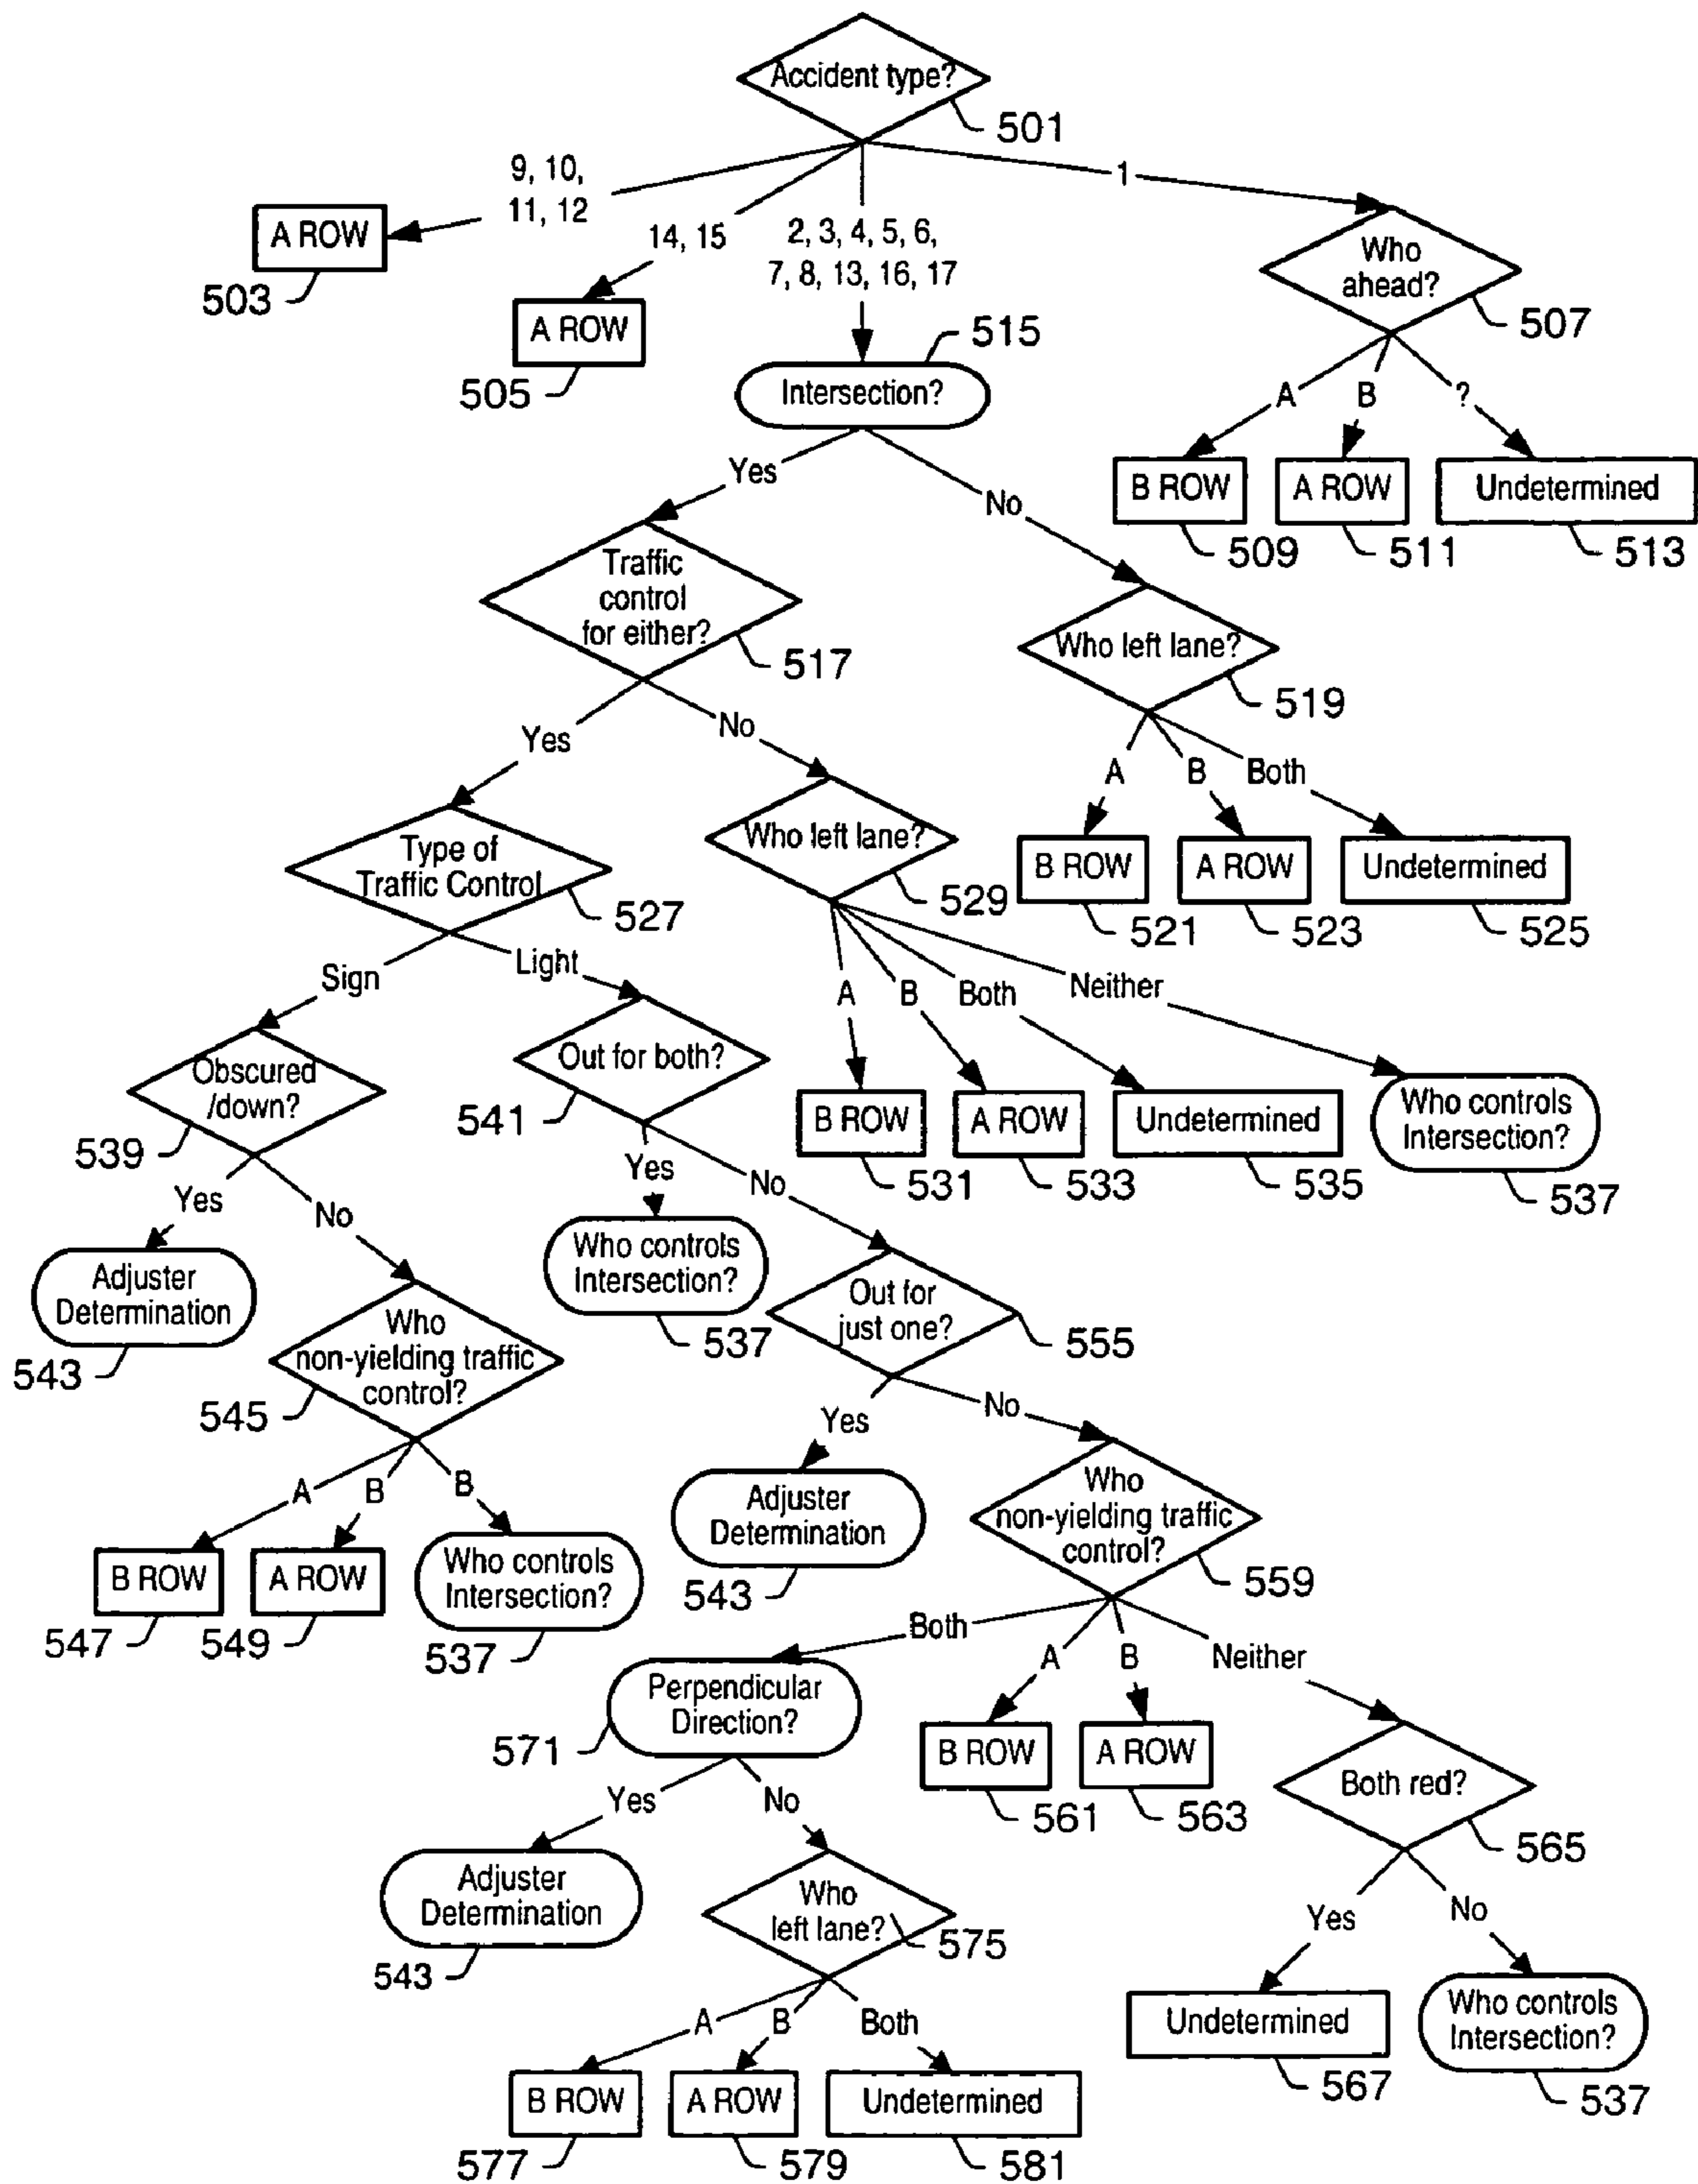 Accident type?
501
9, 10,
11, 12
14, 15
2, 3, 4, 5, 6,
7, 8, 13, 16, 17
1
A ROW
503
A ROW
505
Who
ahead?
507
515
Intersection?
A
B
?
B ROW
A ROW
Undetermined
509
511
513
Yes
No
Traffic
control
for either?
517
Who left lane?
519
A
B
Both
B ROW
A ROW
Undetermined
521
523
525
Yes
No
Type of
Traffic Control
527
Who left lane?
529
Sign
Light
A
B
Both
Neither
Obscured
/down?
539
Out for both?
541
B ROW
A ROW
Undetermined
Who controls
Intersection?
531
533
535
537
Yes
No
Yes
No
Adjuster
Determination
543
Who
non-yielding traffic
control?
545
Who controls
Intersection?
537
Out for
just one?
555
A
B
B
Yes
No
B ROW
A ROW
Who controls
Intersection?
547
549
537
Adjuster
Determination
543
Who
non-yielding traffic
control?
559
Both
A
B
Neither
Perpendicular
Direction?
571
B ROW
A ROW
561
563
Both red?
565
Yes
No
Adjuster
Determination
543
Who
left lane?
575
Yes
No
Undetermined
Who controls
Intersection?
567
537
A
B
Both
B ROW
A ROW
Undetermined
577
579
581